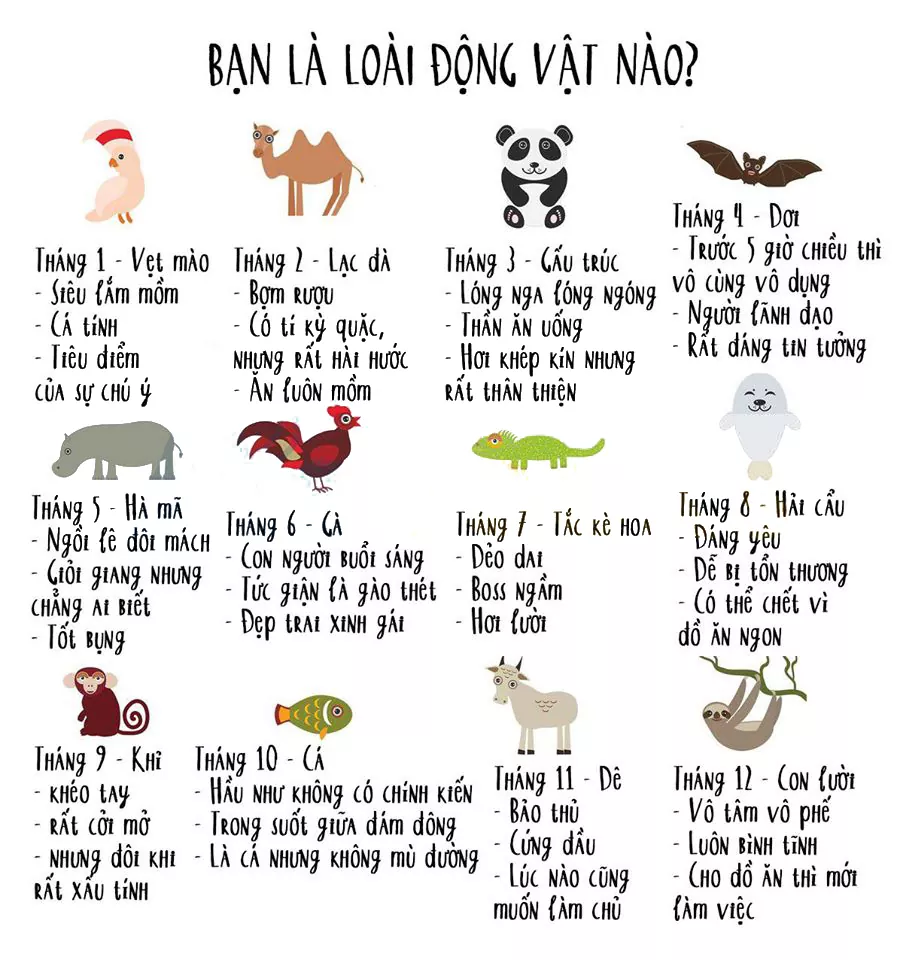 BẠN LÀ LOÀI ĐỘNG VẬT NÀO?
THÁNG 1 - VẸT MÀO
- SIÊU LẮM MỒM
- CÁ TÍNH
- TIÊU ĐIỂM
CỦA SỰ CHÚ Ý
THÁNG 2 - LẠC ĐÀ
- BỢM RƯỢU
- CÓ TÍ KỲ QUẶC,
NHƯNG RẤT HÀI HƯỚC
- ĂN LUÔN MỒM
THÁNG 3 - GẤU TRÚC
- LÓNG NGA LÓNG NGÓNG
- THẦN ĂN UỐNG
- HƠI KHÉP KÍN NHƯNG
RẤT THÂN THIỆN
THÁNG 4 - DƠI
- TRƯỚC 5 GIỜ CHIỀU THÌ
VÔ CÙNG VÔ DỤNG
- NGƯỜI LÃNH ĐẠO
- RẤT ĐÁNG TIN TƯỞNG
THÁNG 5 - HÀ MÃ
- NGỒI LÊ ĐÔI MÁCH
- GIỎI GIANG NHƯNG
CHẲNG AI BIẾT
- TỐT BỤNG
THÁNG 6 - GÀ
- CON NGƯỜI BUỔI SÁNG
- TỨC GIẬN LÀ GÀO THÉT
- ĐẸP TRAI XINH GÁI
THÁNG 7 - TẮC KÈ HOA
- DẺO DAI
- BOSS NGẦM
- HƠI LƯỜI
THÁNG 8 - HẢI CẨU
- ĐÁNG YÊU
- DỄ BỊ TỔN THƯƠNG
- CÓ THỂ CHẾT VÌ
ĐỒ ĂN NGON
THÁNG 9 - KHỈ
- KHÉO TAY
- RẤT CỞI MỞ
- NHƯNG ĐÔI KHI
RẤT XẤU TÍNH
THÁNG 10 - CÁ
- HẦU NHƯ KHÔNG CÓ CHÍNH KIẾN
- TRONG SUỐT GIỮA ĐÁM ĐÔNG
- LÀ CÁ NHƯNG KHÔNG MÙ ĐƯỜNG
THÁNG 11 - DÊ
- BẢO THỦ
- CỨNG ĐẦU
- LÚC NÀO CŨNG
MUỐN LÀM CHỦ
THÁNG 12 - CON LƯỜI
- VÔ TÂM VÔ PHẾ
- LUÔN BÌNH TĨNH
- CHO ĐỒ ĂN THÌ MỚI
LÀM VIỆC